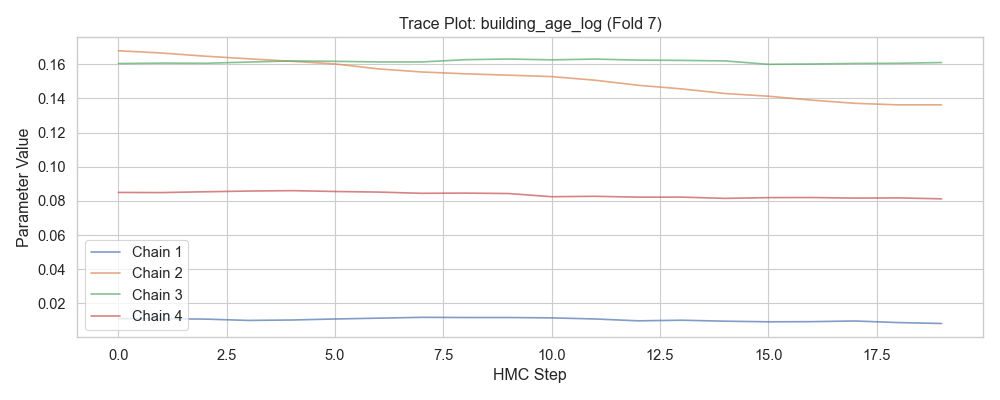 Trace Plot: building_age_log (Fold 7)
Parameter Value
0.16
0.14
0.12
0.10
0.08
0.06
0.04
0.02
Chain 1
Chain 2
Chain 3
Chain 4
0.0 2.5 5.0 7.5 10.0 12.5 15.0 17.5
HMC Step